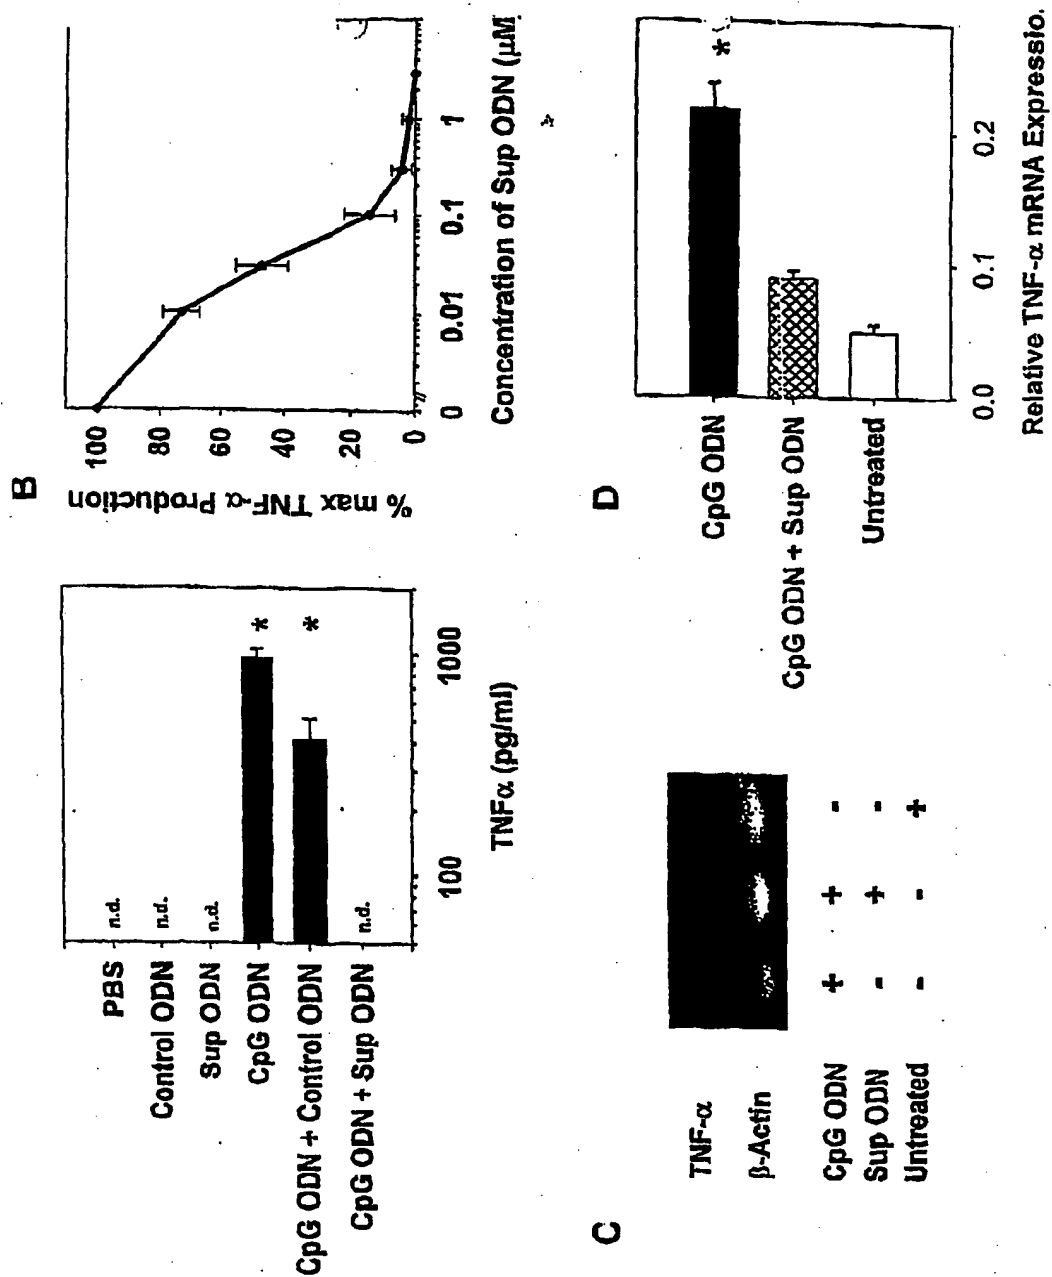 PBS
n.d.
Control ODN
n.d.
Sup ODN
n.d.
CpG ODN
*
CpG ODN + Control ODN
*
CpG ODN + Sup ODN
n.d.
100
1000
TNFα (pg/ml)
B
% max TNF-α Production
100
80
60
40
20
0
0
0.01
0.1
1
Concentration of Sup ODN (μM
C
TNF-α
β-Actin
CpG ODN + + -
Sup ODN - + -
Untreated - - +
D
CpG ODN
*
CpG ODN + Sup ODN
Untreated
0.0
0.1
0.2
Relative TNF-α mRNA Expressio.